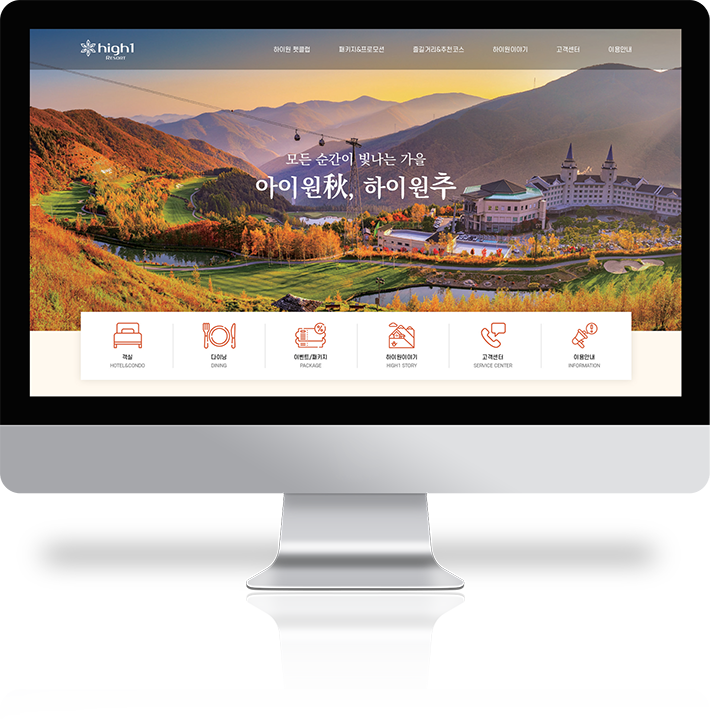 high1
RESORT
하이원 펫클럽
패키지&프로모션
즐길거리&추천코스
하이원이야기
고객센터
이용안내
모든 순간이 빛나는 가을
아이원秋, 하이원추
객실
HOTEL&CONDO
다이닝
DINING
이벤트/패키지
PACKAGE
하이원이야기
HIGH1 STORY
고객센터
SERVICE CENTER
이용안내
INFORMATION